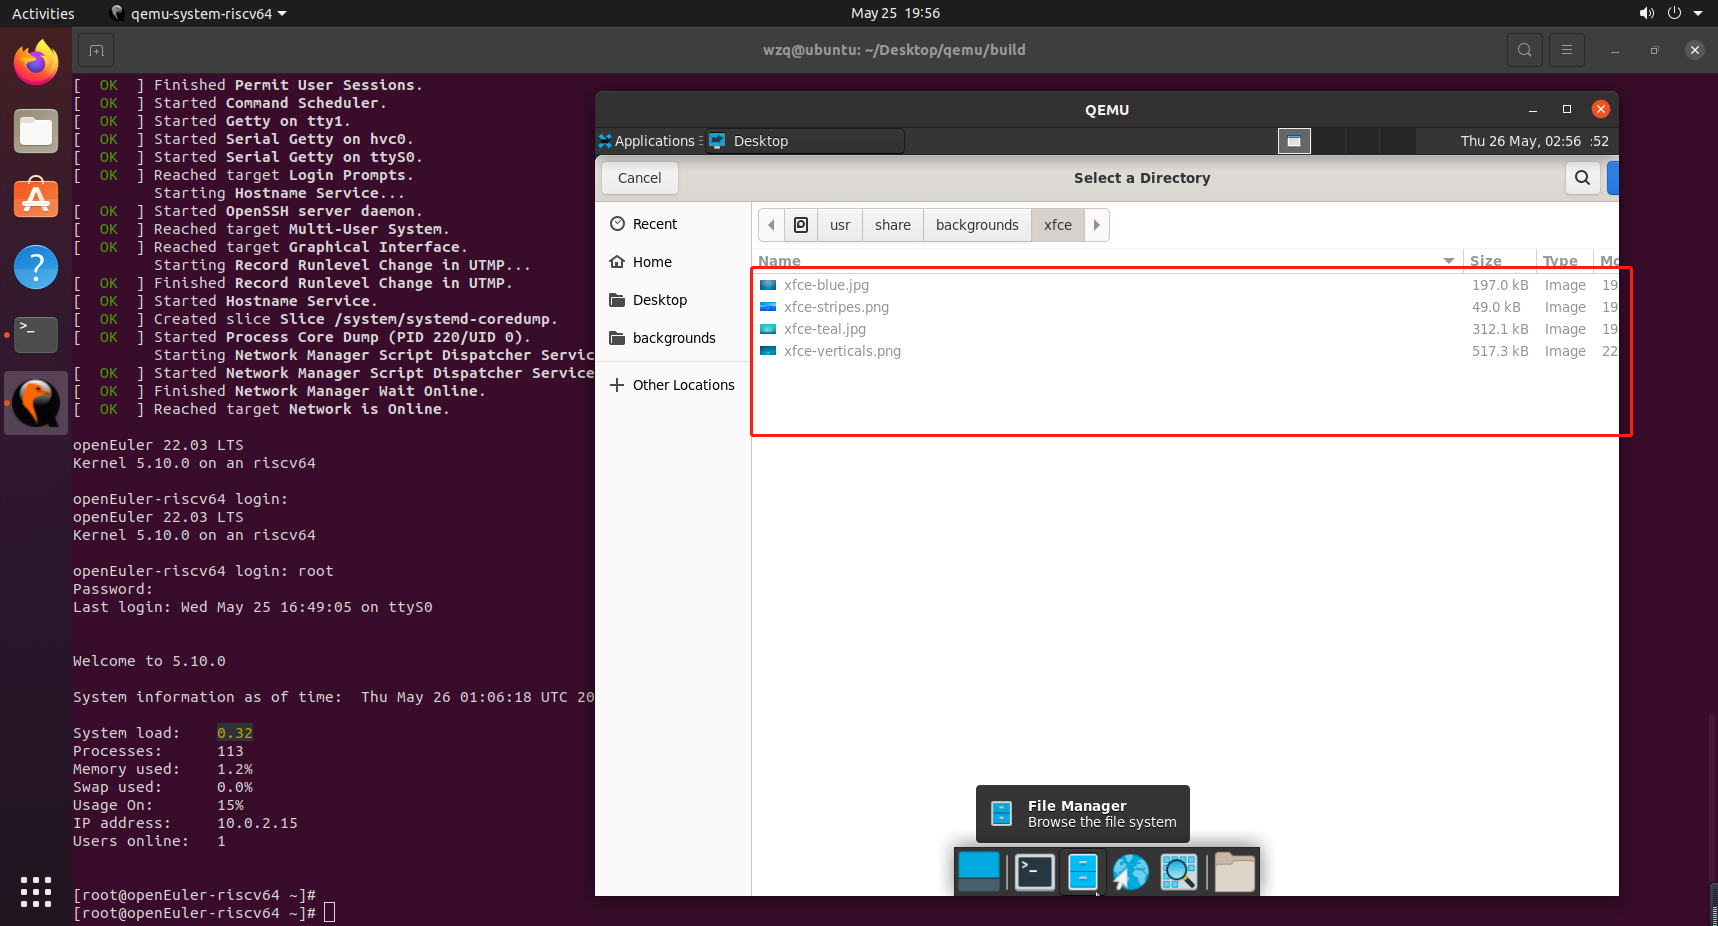 Activities
qemu-system-riscv64
May 25  19:56
wzq@ubuntu: ~/Desktop/qemu/build
[  OK  ] Finished Permit User Sessions.
[  OK  ] Started Command Scheduler.
[  OK  ] Started Getty on tty1.
[  OK  ] Started Serial Getty on hvc0.
[  OK  ] Started Serial Getty on ttyS0.
[  OK  ] Reached target Login Prompts.
Starting Hostname Service...
[  OK  ] Started OpenSSH server daemon.
[  OK  ] Reached target Multi-User System.
[  OK  ] Reached target Graphical Interface.
Starting Record Runlevel Change in UTMP...
[  OK  ] Finished Record Runlevel Change in UTMP.
[  OK  ] Started Hostname Service.
[  OK  ] Created slice Slice /system/systemd-coredump.
[  OK  ] Started Process Core Dump (PID 220/UID 0).
Starting Network Manager Script Dispatcher Servic
[  OK  ] Started Network Manager Script Dispatcher Service
[  OK  ] Finished Network Manager Wait Online.
[  OK  ] Reached target Network is Online.
openEuler 22.03 LTS
Kernel 5.10.0 on an riscv64
openEuler-riscv64 login:
openEuler 22.03 LTS
Kernel 5.10.0 on an riscv64
openEuler-riscv64 login: root
Password:
Last login: Wed May 25 16:49:05 on ttyS0
Welcome to 5.10.0
System information as of time:  Thu May 26 01:06:18 UTC 20
System load:    0.32
Processes:      113
Memory used:    1.2%
Swap used:      0.0%
Usage On:       15%
IP address:     10.0.2.15
Users online:   1
[root@openEuler-riscv64 ~]#
[root@openEuler-riscv64 ~]#
QEMU
Applications
Desktop
Thu 26 May, 02:56 :52
Cancel
Select a Directory
Recent
Home
Desktop
backgrounds
Other Locations
usr
share
backgrounds
xfce
Name Size Type Mo
xfce-blue.jpg 197.0 kB Image 19
xfce-stripes.png 49.0 kB Image 19
xfce-teal.jpg 312.1 kB Image 19
xfce-verticals.png 517.3 kB Image 22
File Manager
Browse the file system